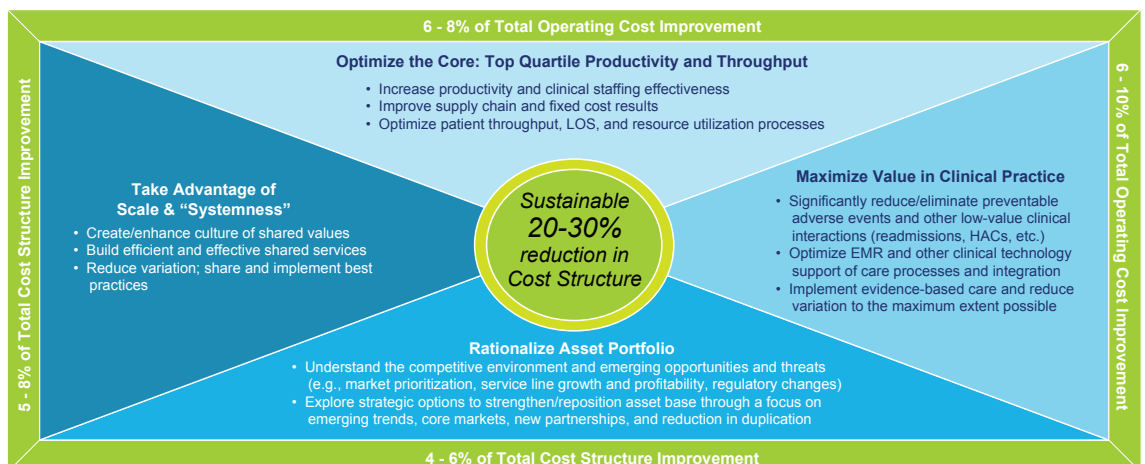 6 - 8% of Total Operating Cost Improvement
Optimize the Core: Top Quartile Productivity and Throughput
• Increase productivity and clinical staffing effectiveness
• Improve supply chain and fixed cost results
• Optimize patient throughput, LOS, and resource utilization processes
5 - 8% of Total Cost Structure Improvement
Take Advantage of
Scale & “Systemness”
• Create/enhance culture of shared values
• Build efficient and effective shared services
• Reduce variation; share and implement best
practices
Sustainable
20-30%
reduction in
Cost Structure
Maximize Value in Clinical Practice
• Significantly reduce/eliminate preventable
adverse events and other low-value clinical
interactions (readmissions, HACs, etc.)
• Optimize EMR and other clinical technology
support of care processes and integration
• Implement evidence-based care and reduce
variation to the maximum extent possible
6 - 10% of Total Operating Cost Improvement
Rationalize Asset Portfolio
• Understand the competitive environment and emerging opportunities and threats
(e.g., market prioritization, service line growth and profitability, regulatory changes)
• Explore strategic options to strengthen/reposition asset base through a focus on
emerging trends, core markets, new partnerships, and reduction in duplication
4 - 6% of Total Cost Structure Improvement